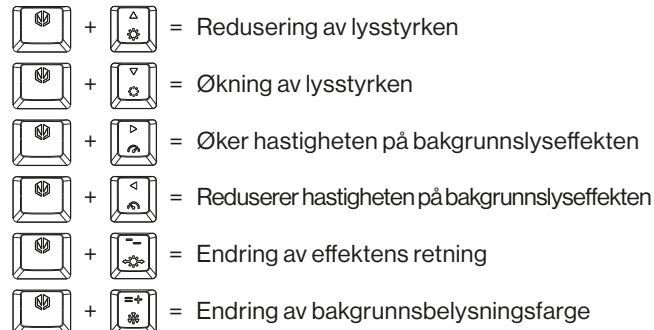 + = Redusering av lysstyrken
+ = Økning av lysstyrken
+ = Øker hastigheten på bakgrunnslyseffekten
+ = Reduserer hastigheten på bakgrunnslyseffekten
+ - _ = Endring av effektens retning
+ = + = Endring av bakgrunnsbelysningsfarge